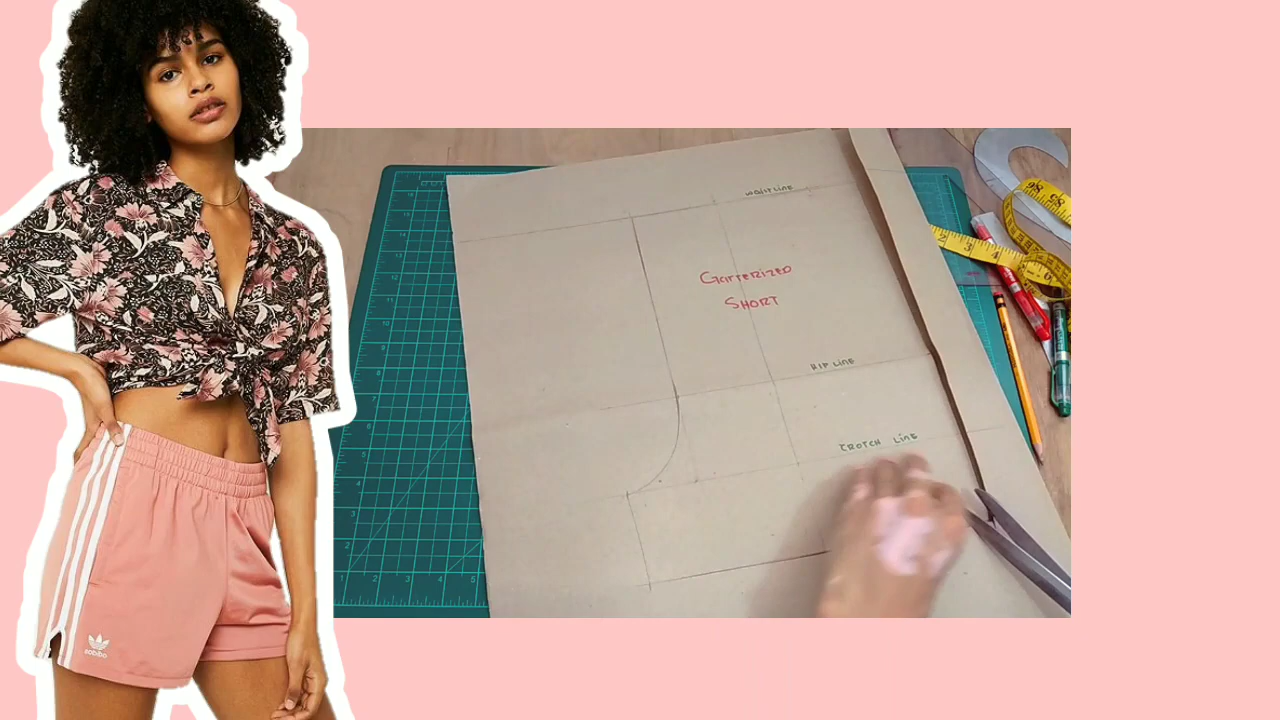 WAISTLINE
GARTERIZED
SHORT
HIP LINE
CROTCH LINE
adidas